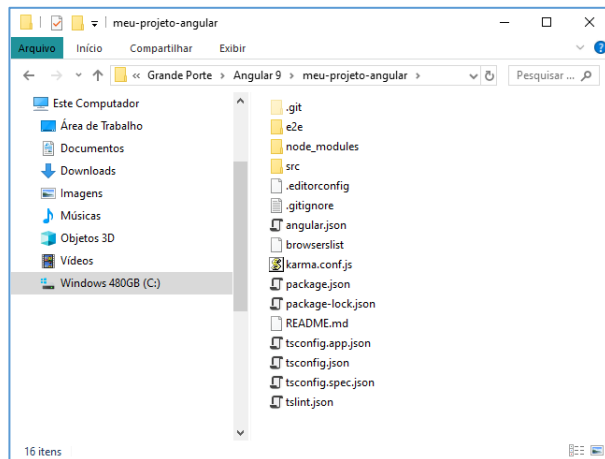 meu-projeto-angular
Arquivo Início Compartilhar Exibir
« Grande Porte > Angular 9 > meu-projeto-angular > Pesquisar ...
Este Computador
Área de Trabalho
Documentos
Downloads
Imagens
Músicas
Objetos 3D
Vídeos
Windows 480GB (C:)
.git
e2e
node_modules
src
.editorconfig
.gitignore
angular.json
browserslist
karma.conf.js
package.json
package-lock.json
README.md
tsconfig.app.json
tsconfig.json
tsconfig.spec.json
tslint.json
16 itens